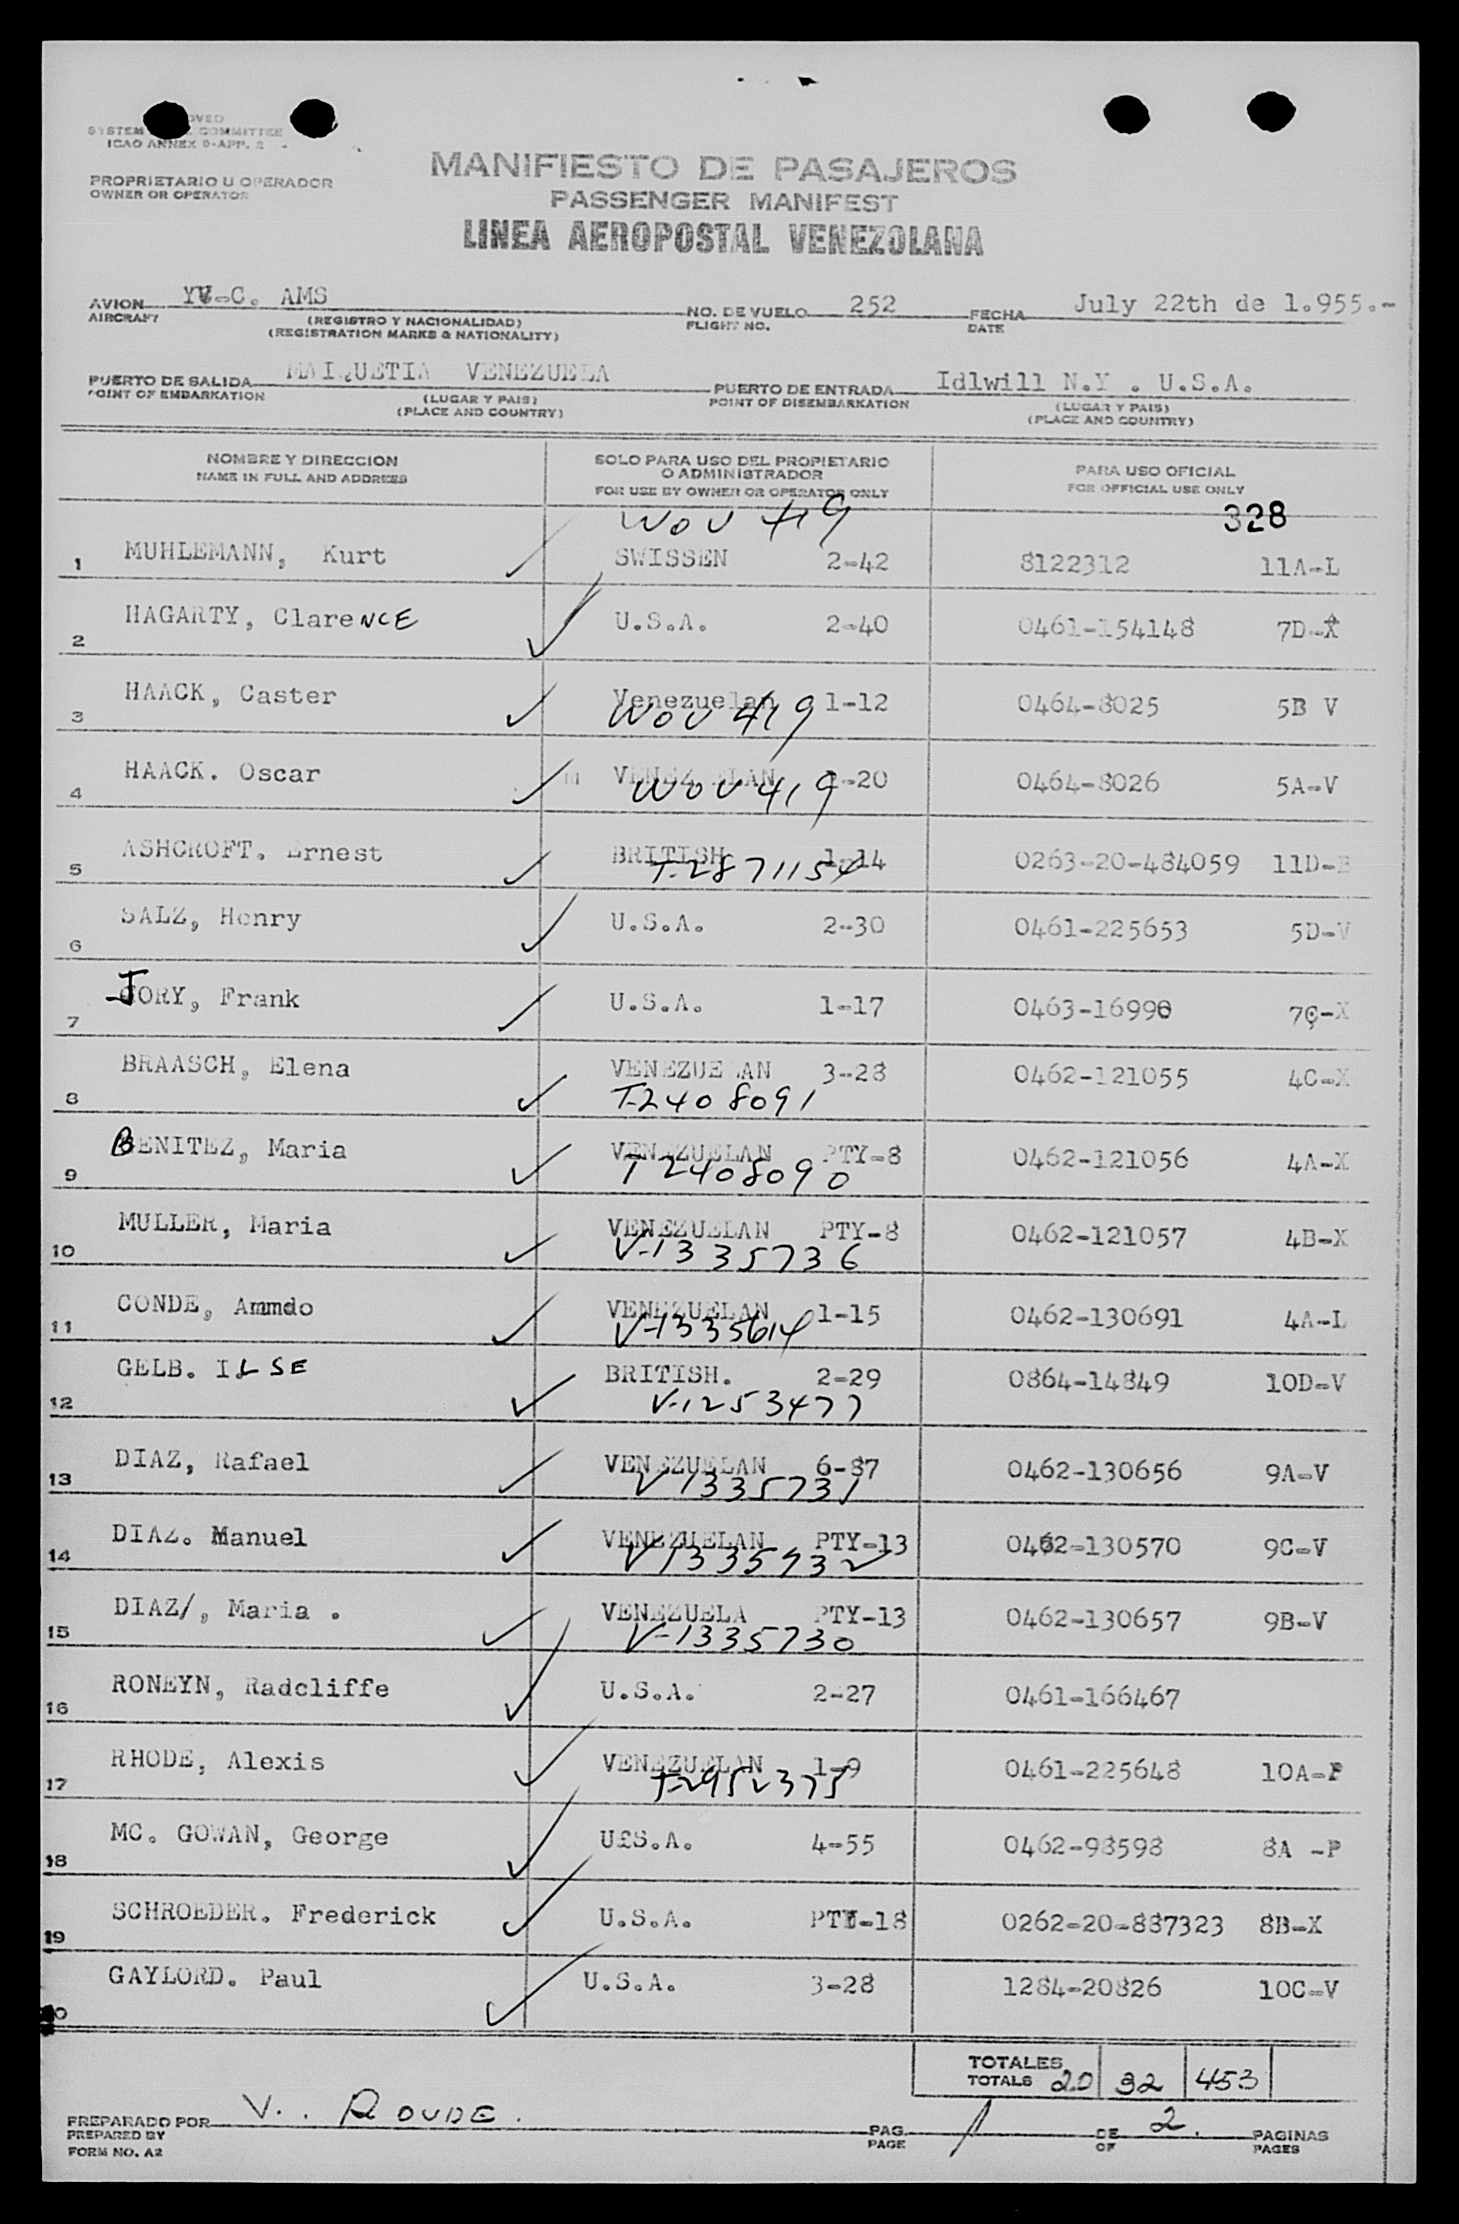 SYSTEM COMMITTEE
ICAO ANNEX 9-APP. 2
PROPRIETARIO U OPERADOR
OWNER OR OPERATOR
MANIFIESTO DE PASAJEROS
PASSENGER MANIFEST
LINEA AEROPOSTAL VENEZOLANA
AVION YV-C. AMS NO. DE VUELO 252 FECHA July 22th de 1.955.-
AIRCRAFT (REGISTRO Y NACIONALIDAD) FLIGHT NO. DATE
(REGISTRATION MARKS & NATIONALITY)
PUERTO DE SALIDA MAIQUETIA VENEZUELA PUERTO DE ENTRADA Idlwill N.Y . U.S.A.
POINT OF EMBARKATION (LUGAR Y PAIS) POINT OF DISEMBARKATION (LUGAR Y PAIS)
(PLACE AND COUNTRY) (PLACE AND COUNTRY)
NOMBRE Y DIRECCION SOLO PARA USO DEL PROPIETARIO O ADMINISTRADOR PARA USO OFICIAL
NAME IN FULL AND ADDRESS FOR USE BY OWNER OR OPERATOR ONLY FOR OFFICIAL USE ONLY
WOV 419 328
1 MUHLEMANN, Kurt SWISSEN 2-42 8122312 11A-L
2 HAGARTY, Clarence U.S.A. 2-40 0461-154148 7D-X
3 HAACK, Caster Venezuelan 1-12 0464-8025 5B V
WOV 419
4 HAACK. Oscar VENEZUELAN -20 0464-8026 5A-V
WOV 419
5 ASHCROFT. Ernest BRITISH 1-14 0263-20-484059 11D-
T-2871154
6 SALZ, Henry U.S.A. 2-30 0461-225653 5D-V
7 JORY, Frank U.S.A. 1-17 0463-16998 7C-X
8 BRAASCH, Elena VENEZUELAN 3-28 0462-121055 4C-X
T-2408091
9 BENITEZ, Maria VENEZUELAN PTY-8 0462-121056 4A-X
T 2408090
10 MULLER, Maria VENEZUELAN PTY-8 0462-121057 4B-X
V-1335736
11 CONDE, Ammdo VENEZUELAN 1-15 0462-130691 4A-L
V-1335614
12 GELB. ILSE BRITISH. 2-29 0864-14849 10D-V
V-1253477
13 DIAZ, Rafael VENEZUELAN 6-87 0462-130656 9A-V
V 1335731
14 DIAZ. Manuel VENEZUELAN PTY-13 0462-130570 9C-V
V 1335732
15 DIAZ/, Maria . VENEZUELA PTY-13 0462-130657 9B-V
V-1335730
16 RONEYN, Radcliffe U.S.A. 2-27 0461-166467
17 RHODE, Alexis VENEZUELAN 1-9 0461-225648 10A-P
T-2952375
18 MC. GOWAN, George U£S.A. 4-55 0462-98598 8A -P
19 SCHROEDER. Frederick U.S.A. PTY-18 0262-20-887323 8B-X
GAYLORD. Paul U.S.A. 3-28 1284-20826 10C-V
TOTALES
TOTALS 20 32 453
PREPARADO POR V. ROUDE. PAG. 1 DE 2. PAGINAS
PREPARED BY PAGE OF PAGES
FORM NO. A2